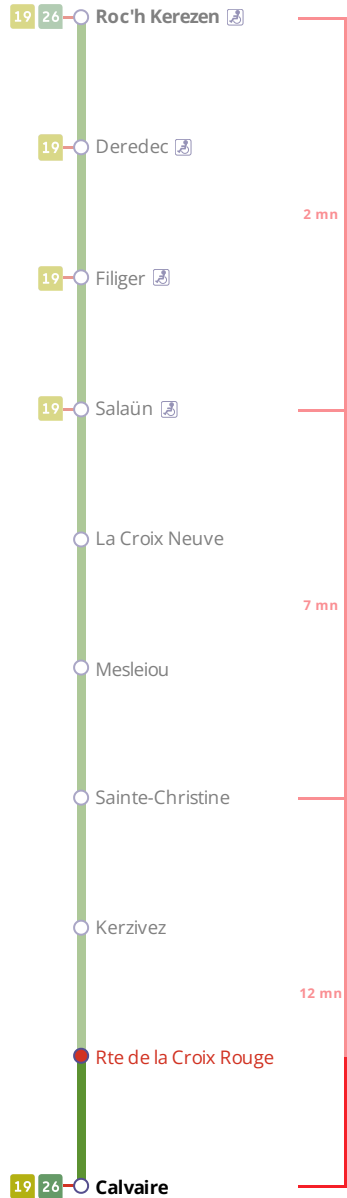 19 26 Roc'h Kerezen
19 Deredec
2 mn
19 Filiger
19 Salaün
La Croix Neuve
7 mn
Mesleiou
Sainte-Christine
Kerzivez
12 mn
Rte de la Croix Rouge
19 26 Calvaire